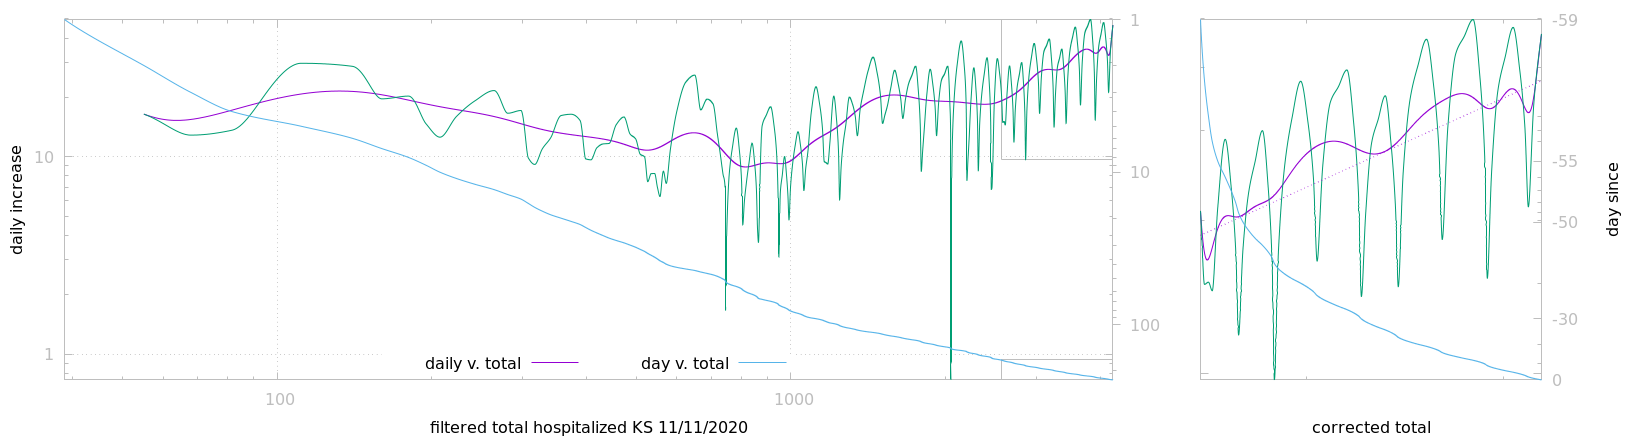 daily increase
10
1
daily v. total
day v. total
100
1000
filtered total hospitalized KS 11/11/2020
1
10
100
-59
-55
-50
-30
0
day since
corrected total